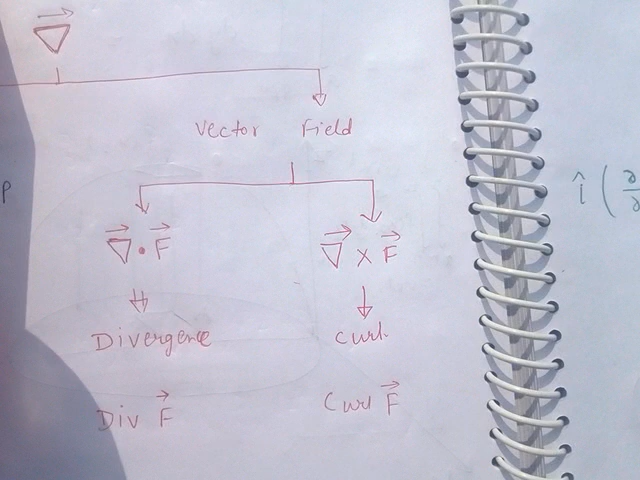 ∇⃗
Vector Field
∇⃗ · F⃗
∇⃗ × F⃗
Divergence
Curl
Div F⃗
Curl F⃗
P
î (∂